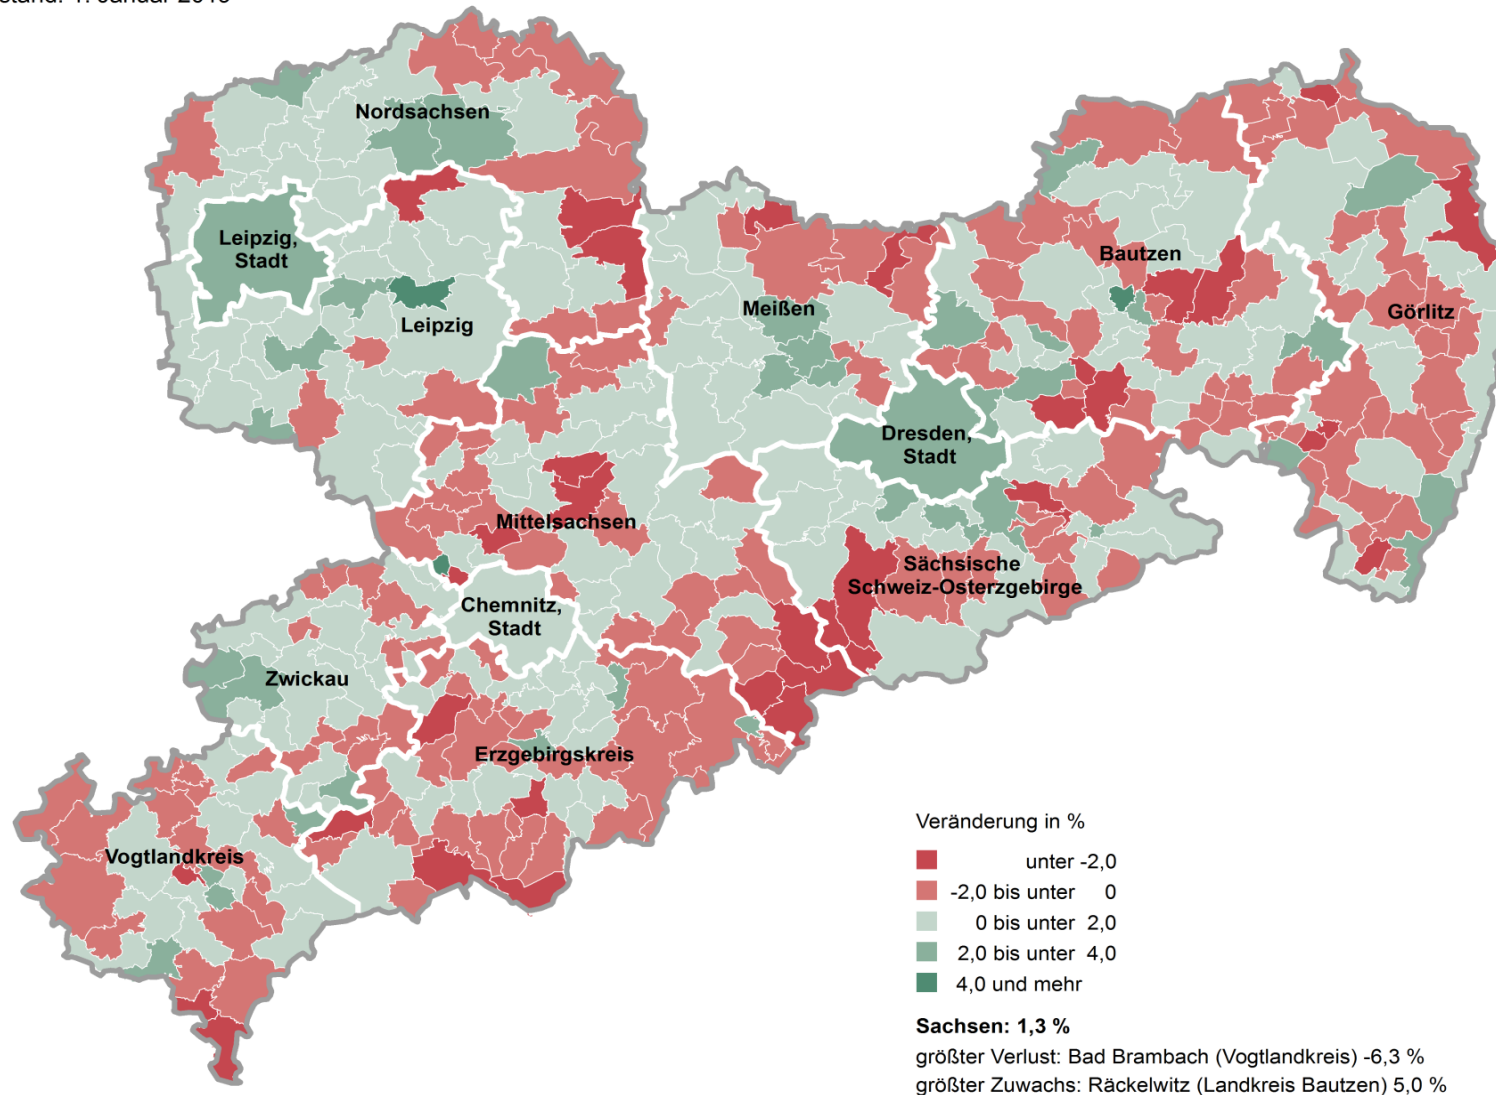 Nordsachsen
Leipzig,
Stadt
Leipzig
Meißen
Bautzen
Görlitz
Dresden,
Stadt
Mittelsachsen
Sächsische
Schweiz-Osterzgebirge
Chemnitz,
Stadt
Zwickau
Erzgebirgskreis
Vogtlandkreis
Veränderung in %
unter -2,0
-2,0 bis unter 0
0 bis unter 2,0
2,0 bis unter 4,0
4,0 und mehr
Sachsen: 1,3 %
größter Verlust: Bad Brambach (Vogtlandkreis) -6,3 %
größter Zuwachs: Räckelwitz (Landkreis Bautzen) 5,0 %